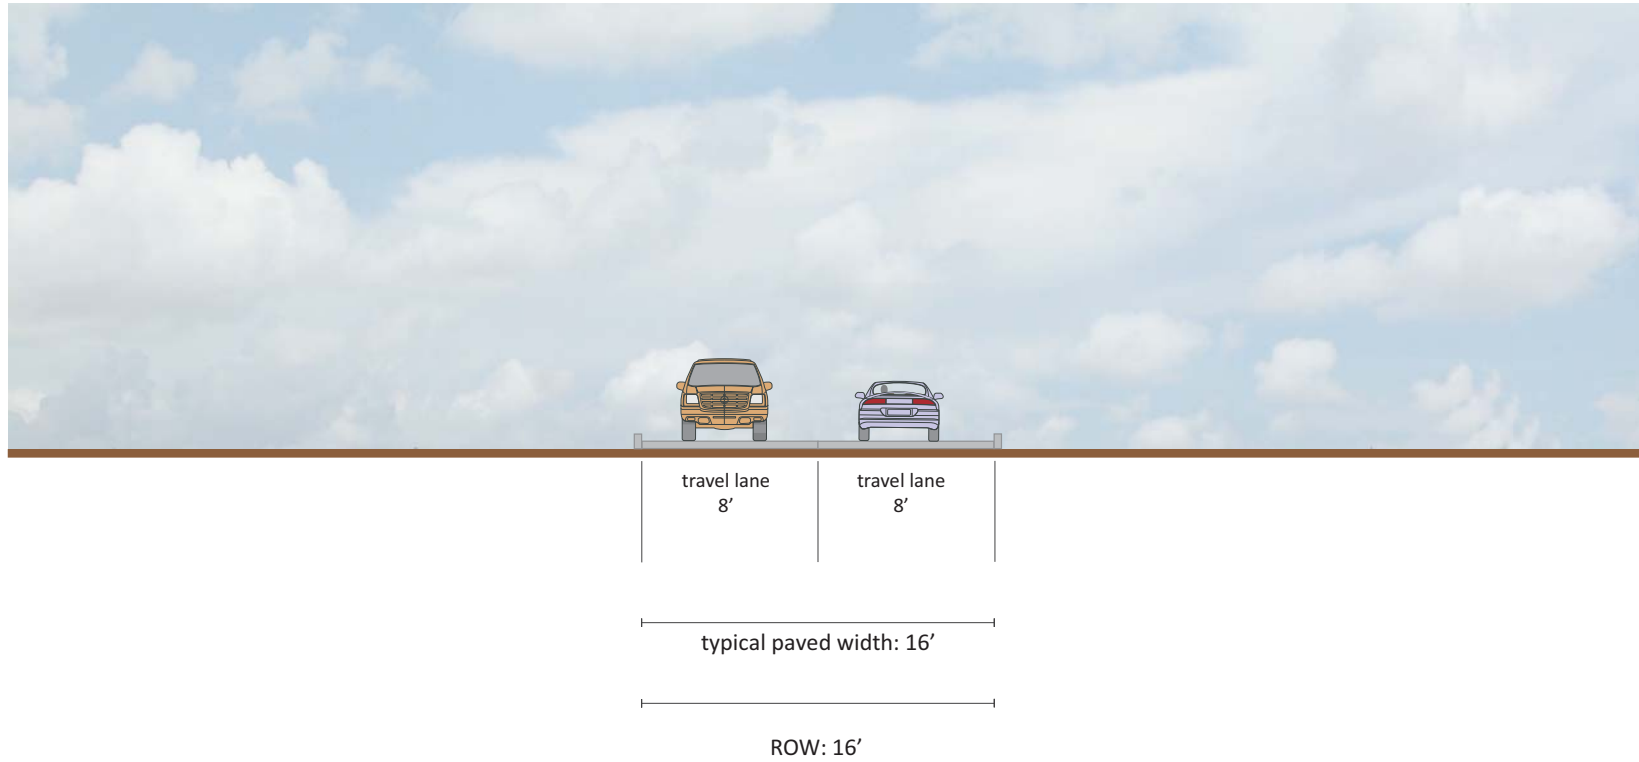 travel lane
8’
travel lane
8’
typical paved width: 16’
ROW: 16’